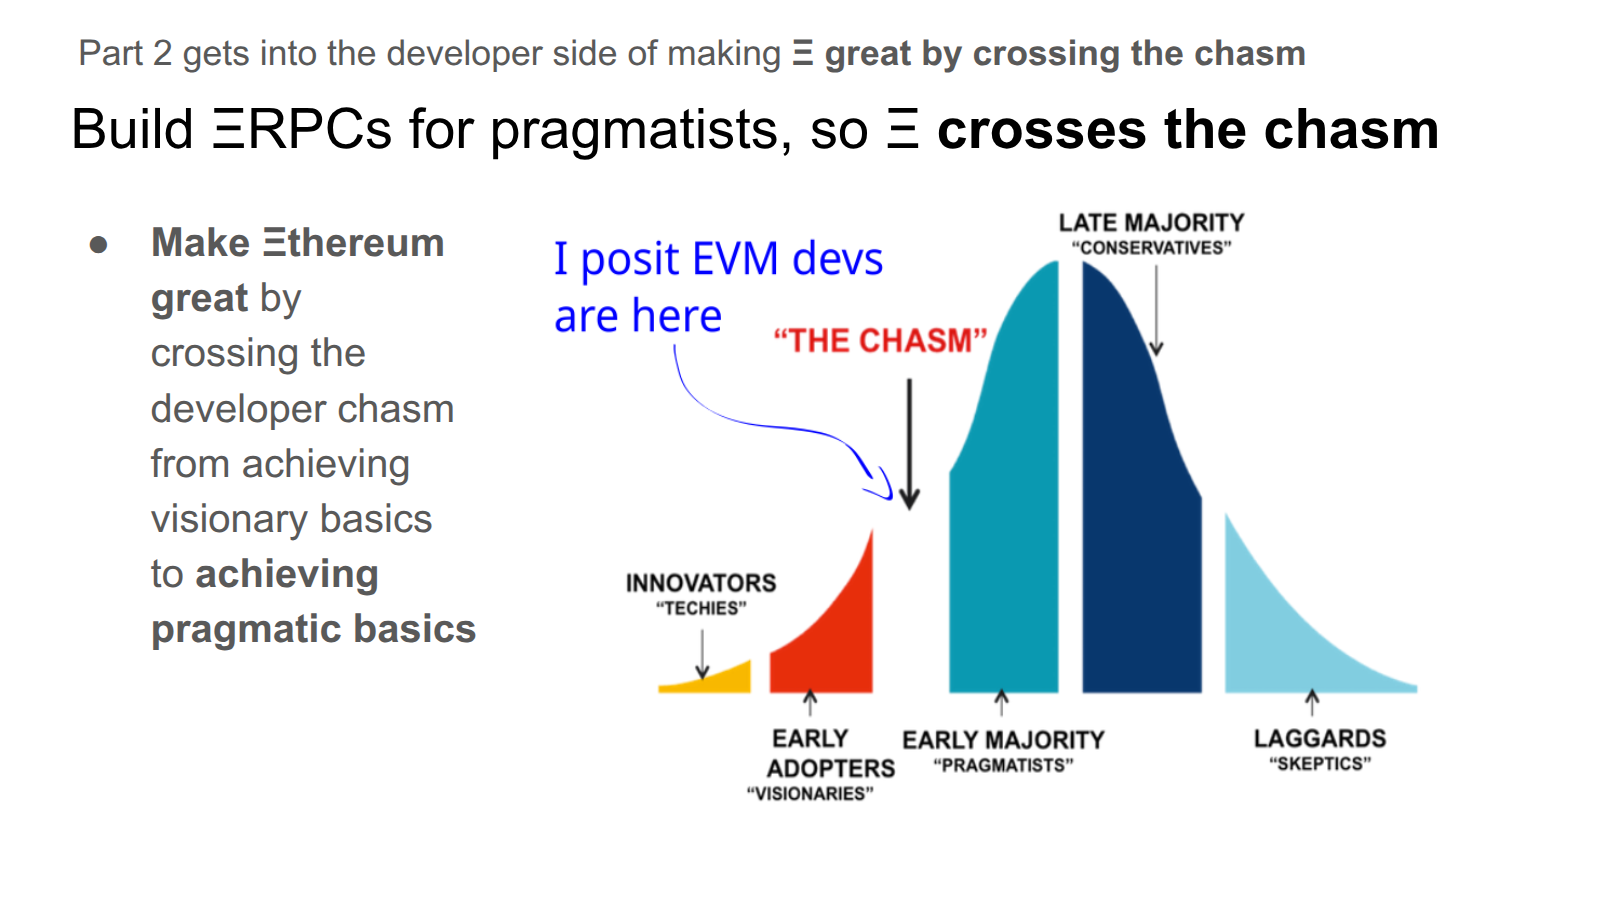 Part 2 gets into the developer side of making Ξ great by crossing the chasm
Build ΞRPCs for pragmatists, so Ξ crosses the chasm
● Make Ξthereum
great by
crossing the
developer chasm
from achieving
visionary basics
to achieving
pragmatic basics
I posit EVM devs
are here
“THE CHASM”
LATE MAJORITY
“CONSERVATIVES”
INNOVATORS
“TECHIES”
EARLY
ADOPTERS
“VISIONARIES”
EARLY MAJORITY
“PRAGMATISTS”
LAGGARDS
“SKEPTICS”